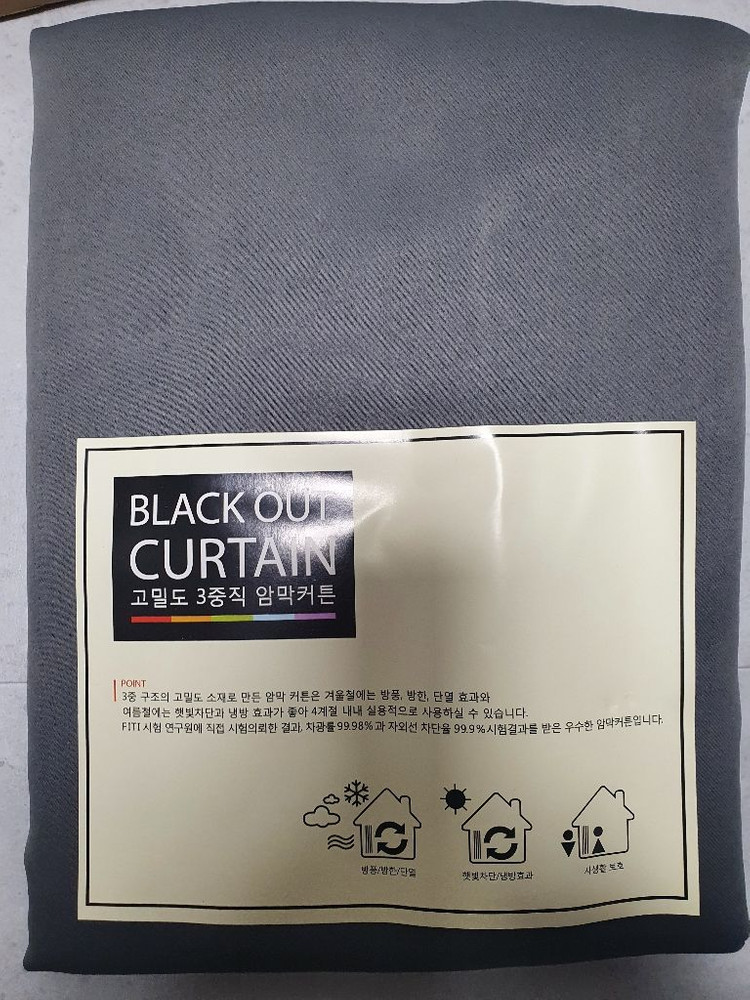 BLACK OUT
CURTAIN
고밀도 3중직 암막커튼
POINT
3중 구조의 고밀도 소재로 만든 암막 커튼은 겨울철에는 방풍, 방한, 단열 효과와
여름철에는 햇빛차단과 냉방 효과가 좋아 4계절 내내 실용적으로 사용하실 수 있습니다.
FITI 시험 연구원에 직접 시험의뢰한 결과, 차광률 99.98%과 자외선 차단율 99.9%시험결과를 받은 우수한 암막커튼입니다.
방풍/방한/단열
햇빛차단/냉방효과
사생활 보호